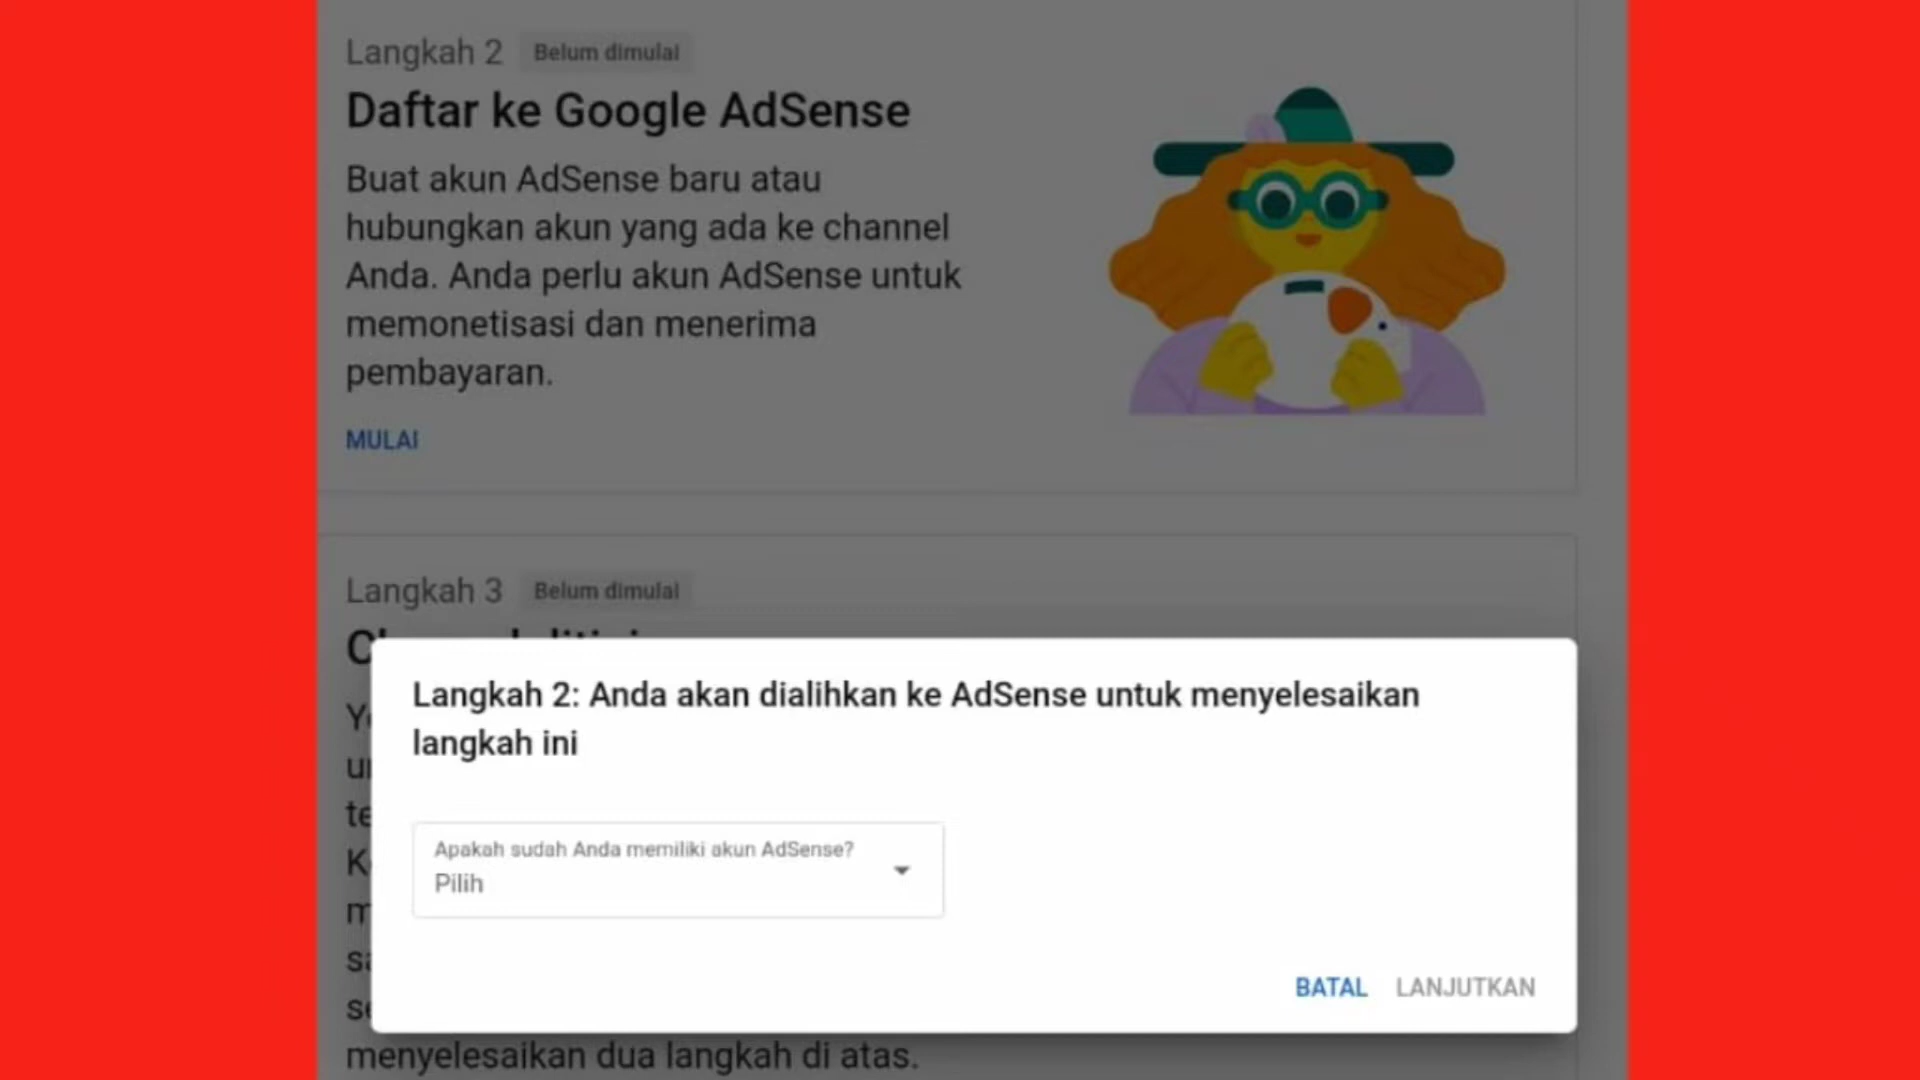 Langkah 2 Belum dimulai
Daftar ke Google AdSense
Buat akun AdSense baru atau
hubungkan akun yang ada ke channel
Anda. Anda perlu akun AdSense untuk
memonetisasi dan menerima
pembayaran.
MULAI
Langkah 3 Belum dimulai
Langkah 2: Anda akan dialihkan ke AdSense untuk menyelesaikan
langkah ini
Apakah sudah Anda memiliki akun AdSense?
Pilih
BATAL LANJUTKAN
menyelesaikan dua langkah di atas.